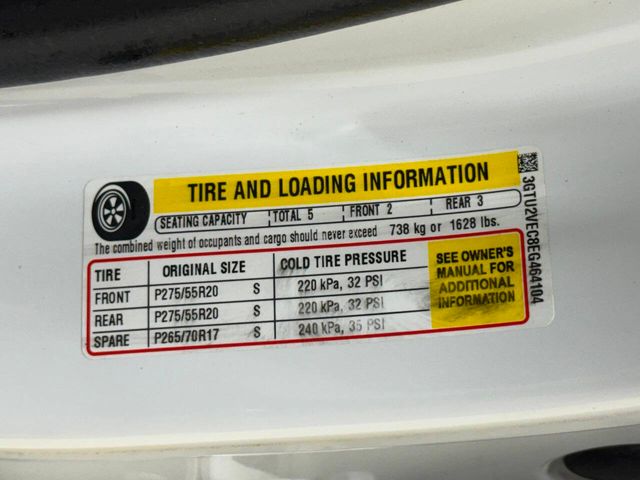 TIRE AND LOADING INFORMATION
SEATING CAPACITY TOTAL 5 FRONT 2 REAR 3
The combined weight of occupants and cargo should never exceed 738 kg or 1628 lbs.
TIRE ORIGINAL SIZE COLD TIRE PRESSURE
FRONT P275/55R20 S 220 kPa, 32 PSI
REAR P275/55R20 S 220 kPa, 32 PSI
SPARE P265/70R17 S 240 kPa, 35 PSI
SEE OWNER'S
MANUAL FOR
ADDITIONAL
INFORMATION
3GTU2VEC8EG464104